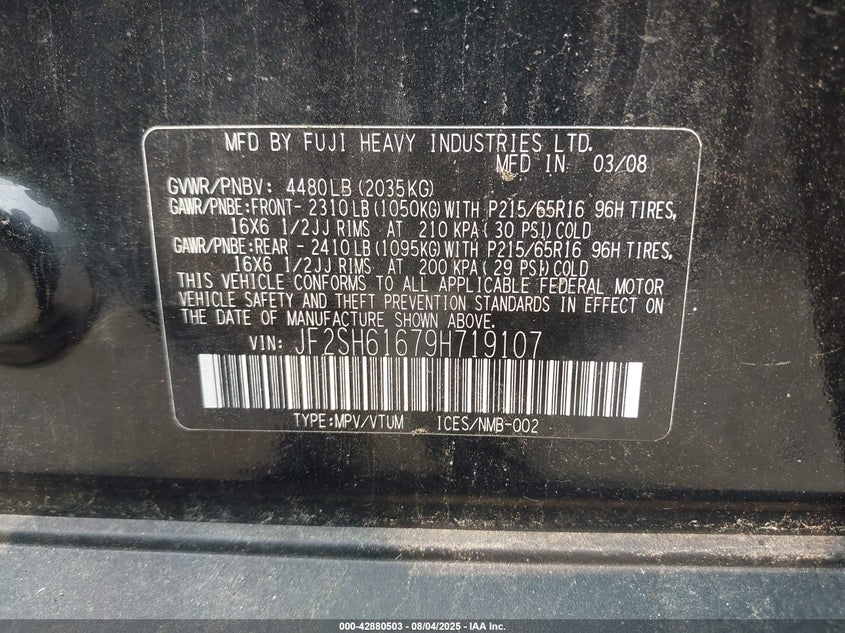 MFD BY FUJI HEAVY INDUSTRIES LTD.
MFD IN 03/08
GVWR/PNBV: 4480LB(2035KG)
GAWR/PNBE:FRONT- 2310LB(1050KG)WITH P215/65R16 96H TIRES,
16X6 1/2JJ RIMS AT 210 KPA( 30 PSI)COLD
GAWR/PNBE:REAR - 2410LB(1095KG)WITH P215/65R16 96H TIRES,
16X6 1/2JJ RIMS AT 200 KPA( 29 PSI)COLD
THIS VEHICLE CONFORMS TO ALL APPLICABLE FEDERAL MOTOR
VEHICLE SAFETY AND THEFT PREVENTION STANDARDS IN EFFECT ON
THE DATE OF MANUFACTURE SHOWN ABOVE.
VIN: JF2SH61679H719107
TYPE:MPV/VTUM ICES/NMB-002
000-42880503 - 08/04/2025 - IAA Inc.